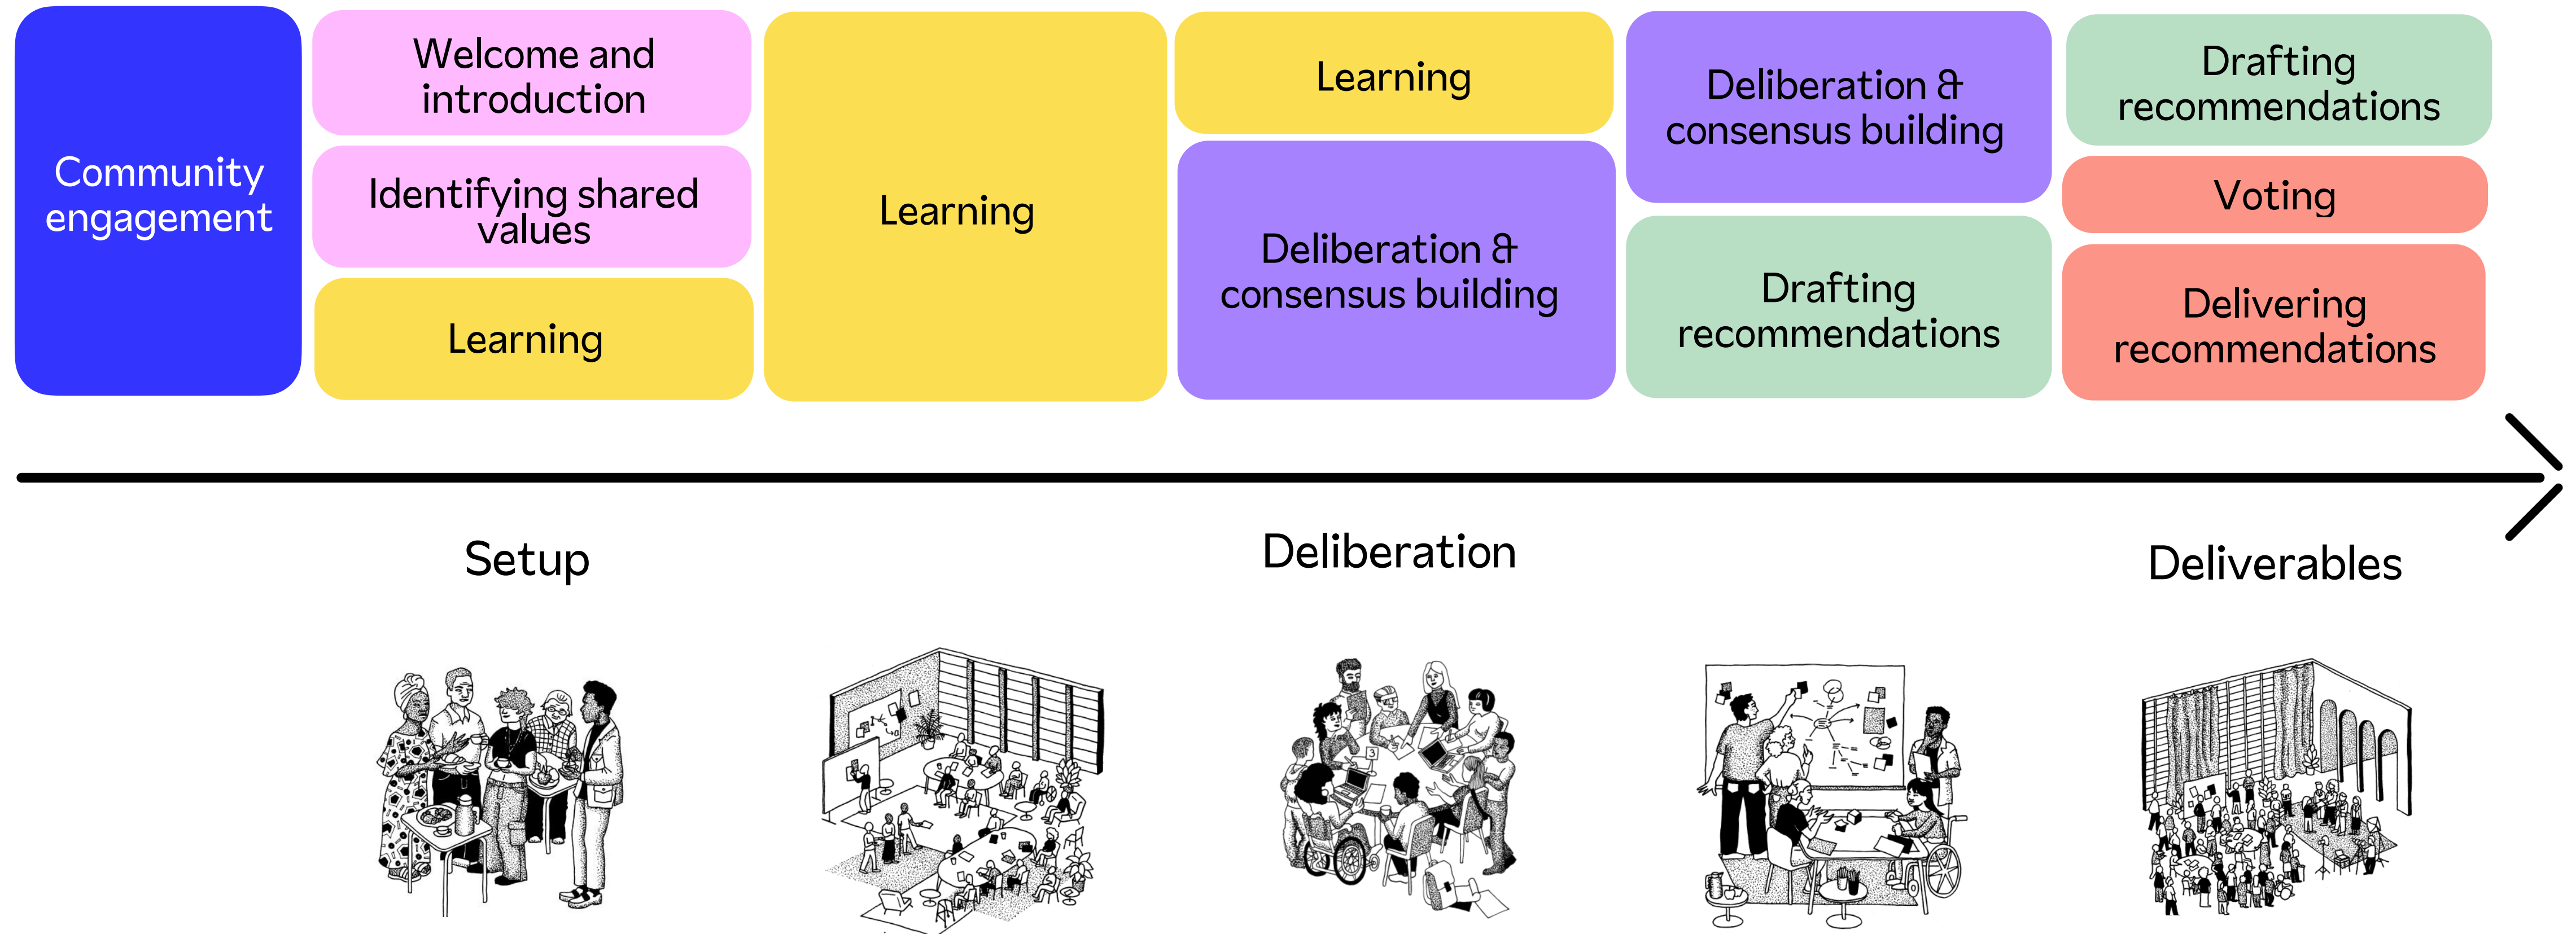 Community
engagement
Welcome and
introduction
Identifying shared
values
Learning
Learning
Learning
Deliberation &
consensus building
Deliberation &
consensus building
Drafting
recommendations
Drafting
recommendations
Voting
Delivering
recommendations
Setup
Deliberation
Deliverables
3